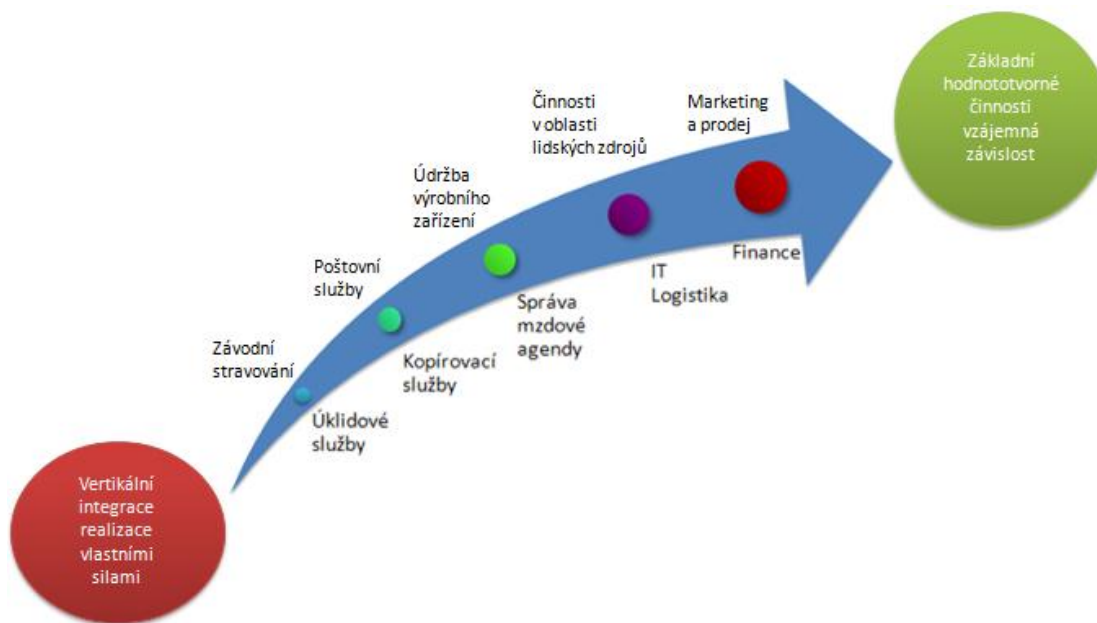 Základní
hodnototvorné
činnosti
vzájemná
závislost
Činnosti
v oblasti
lidských zdrojů
Marketing
a prodej
Údržba
výrobního
zařízení
Finance
Poštovní
služby
IT
Logistika
Správa
mzdové
agendy
Závodní
stravování
Kopírovací
služby
Úklidové
služby
Vertikální
integrace
realizace
vlastními
silami